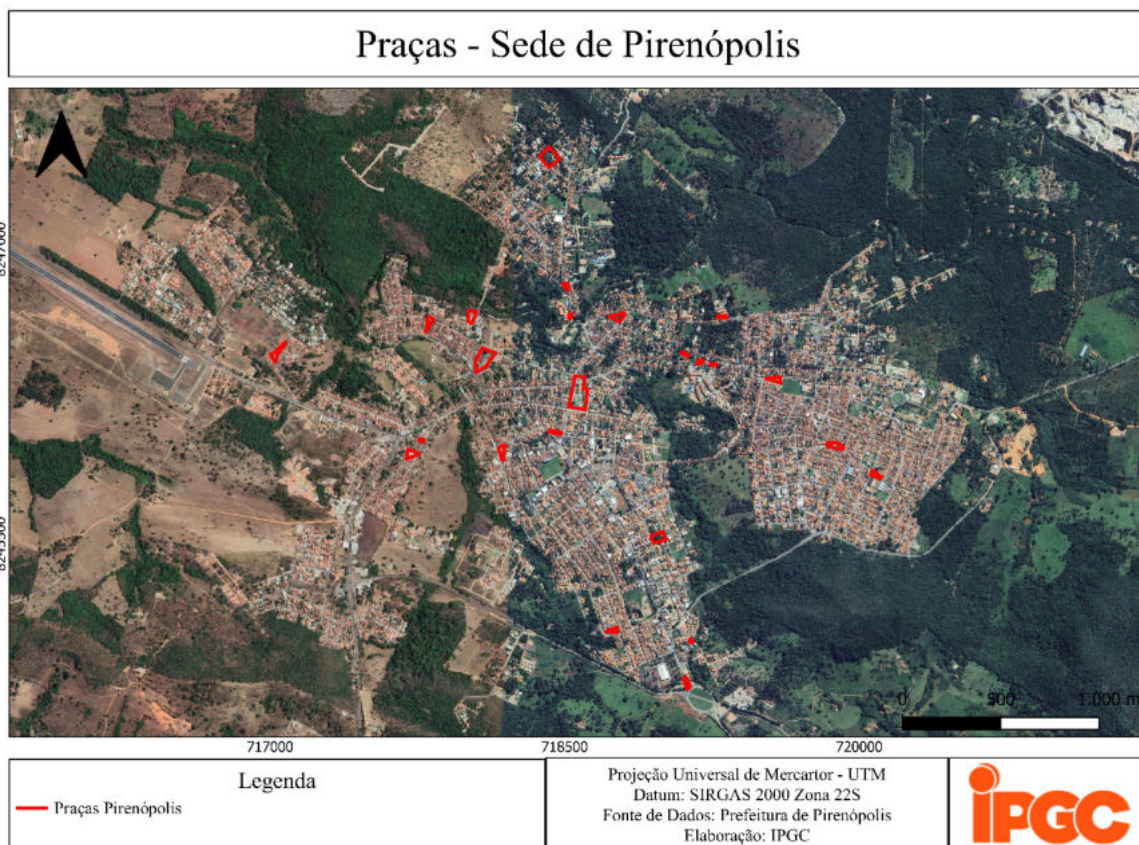 Praças - Sede de Pirenópolis
8247000
0 500 1.000 m
717000 718500 720000
Legenda
Praças Pirenópolis
Projeção Universal de Mercartor - UTM
Datum: SIRGAS 2000 Zona 22S
Fonte de Dados: Prefeitura de Pirenópolis
Elaboração: IPGC
iPGC